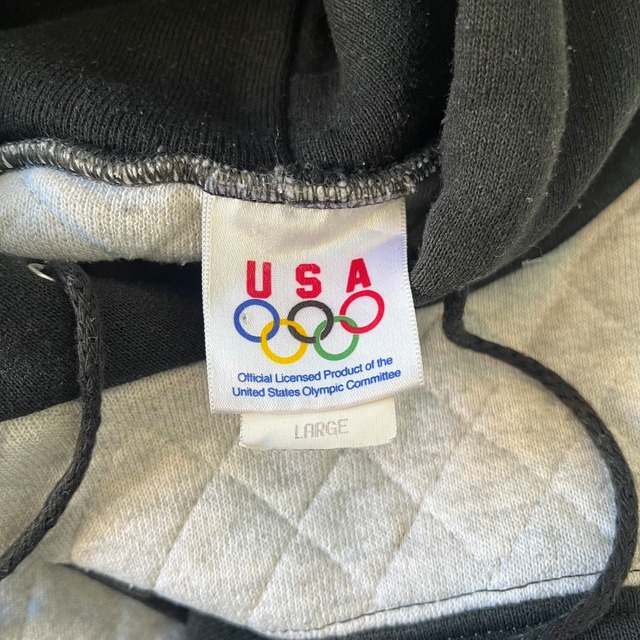 USA
Official Licensed Product of the
United States Olympic Committee
LARGE